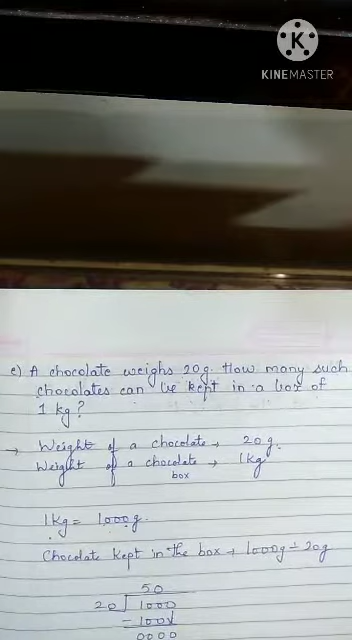 K
KINEMASTER
e) A chocolate weighs 20g. How many such
chocolates can be kept in a box of
1 kg?
→ Weight of a chocolate → 20g.
Weight of a chocolate box → 1kg
1kg = 1000g.
Chocolate kept in the box → 1000g ÷ 20g
50
20 1000
- 100↓
0000